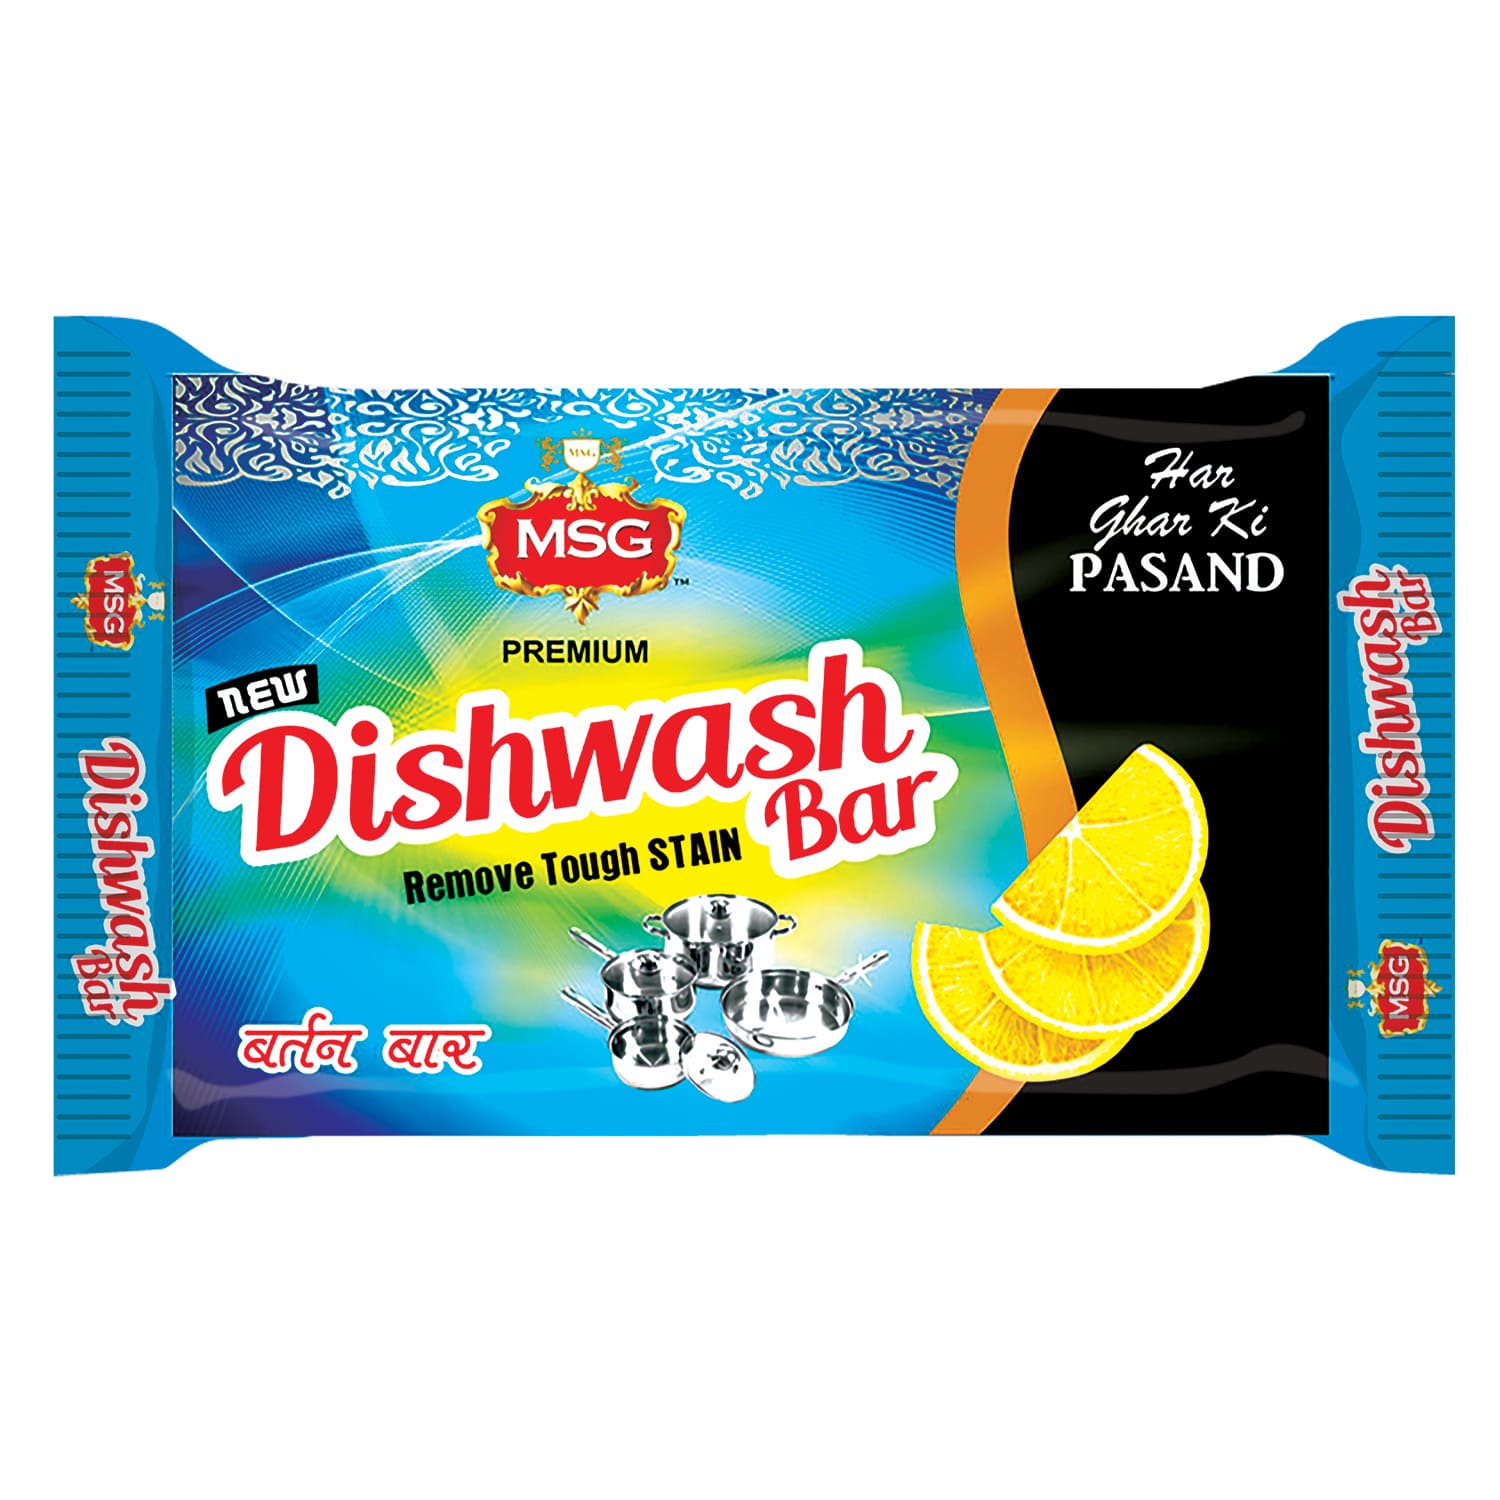 MSG
MSG
TM
PREMIUM
NEW
Dishwash
Bar
Remove Tough STAIN
बर्तन बार
Har
Ghar Ki
PASAND
MSG
Dishwash
Bar
Dishwash
Bar
MSG